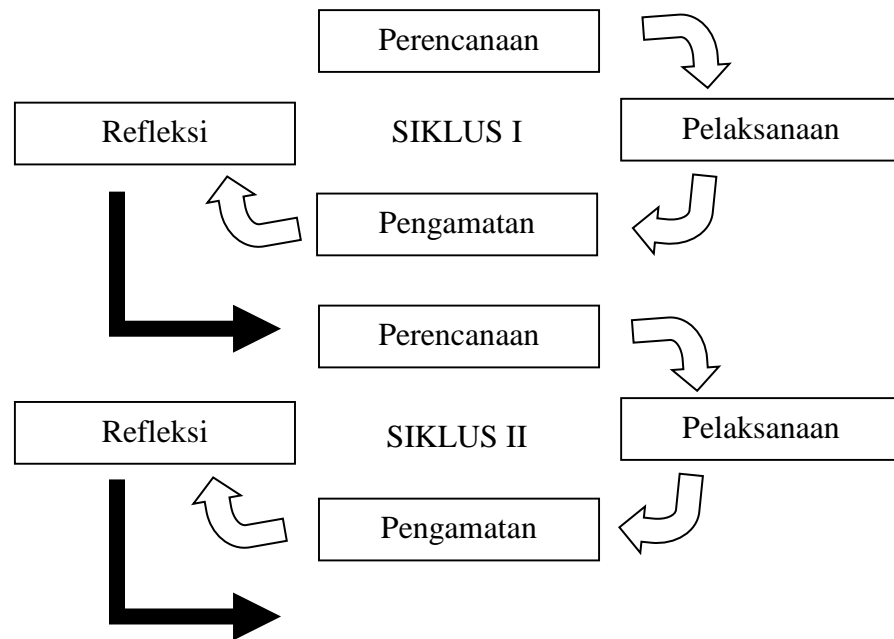 Perencanaan
Refleksi
SIKLUS I
Pelaksanaan
Pengamatan
Perencanaan
Refleksi
SIKLUS II
Pelaksanaan
Pengamatan